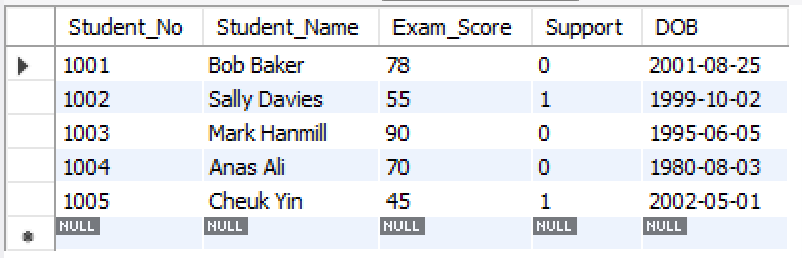 Student_No Student_Name Exam_Score Support DOB
1001 Bob Baker 78 0 2001-08-25
1002 Sally Davies 55 1 1999-10-02
1003 Mark Hanmill 90 0 1995-06-05
1004 Anas Ali 70 0 1980-08-03
1005 Cheuk Yin 45 1 2002-05-01
NULL NULL NULL NULL NULL